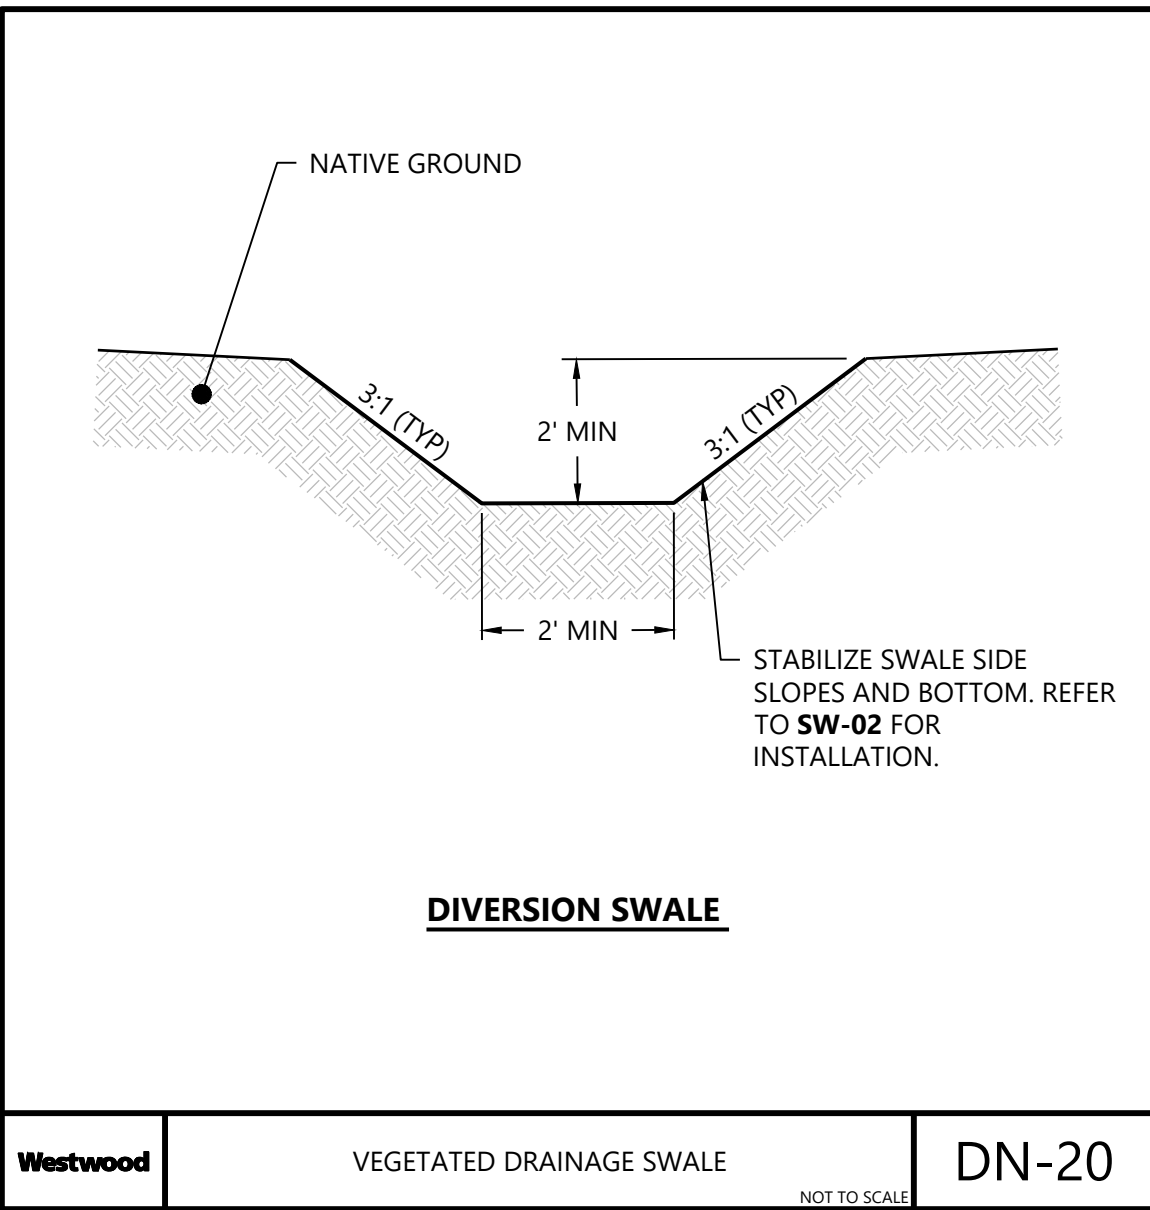 NATIVE GROUND
3:1 (TYP)
2' MIN
3:1 (TYP)
2' MIN
STABILIZE SWALE SIDE
SLOPES AND BOTTOM. REFER
TO SW-02 FOR
INSTALLATION.
DIVERSION SWALE
Westwood
VEGETATED DRAINAGE SWALE
NOT TO SCALE
DN-20